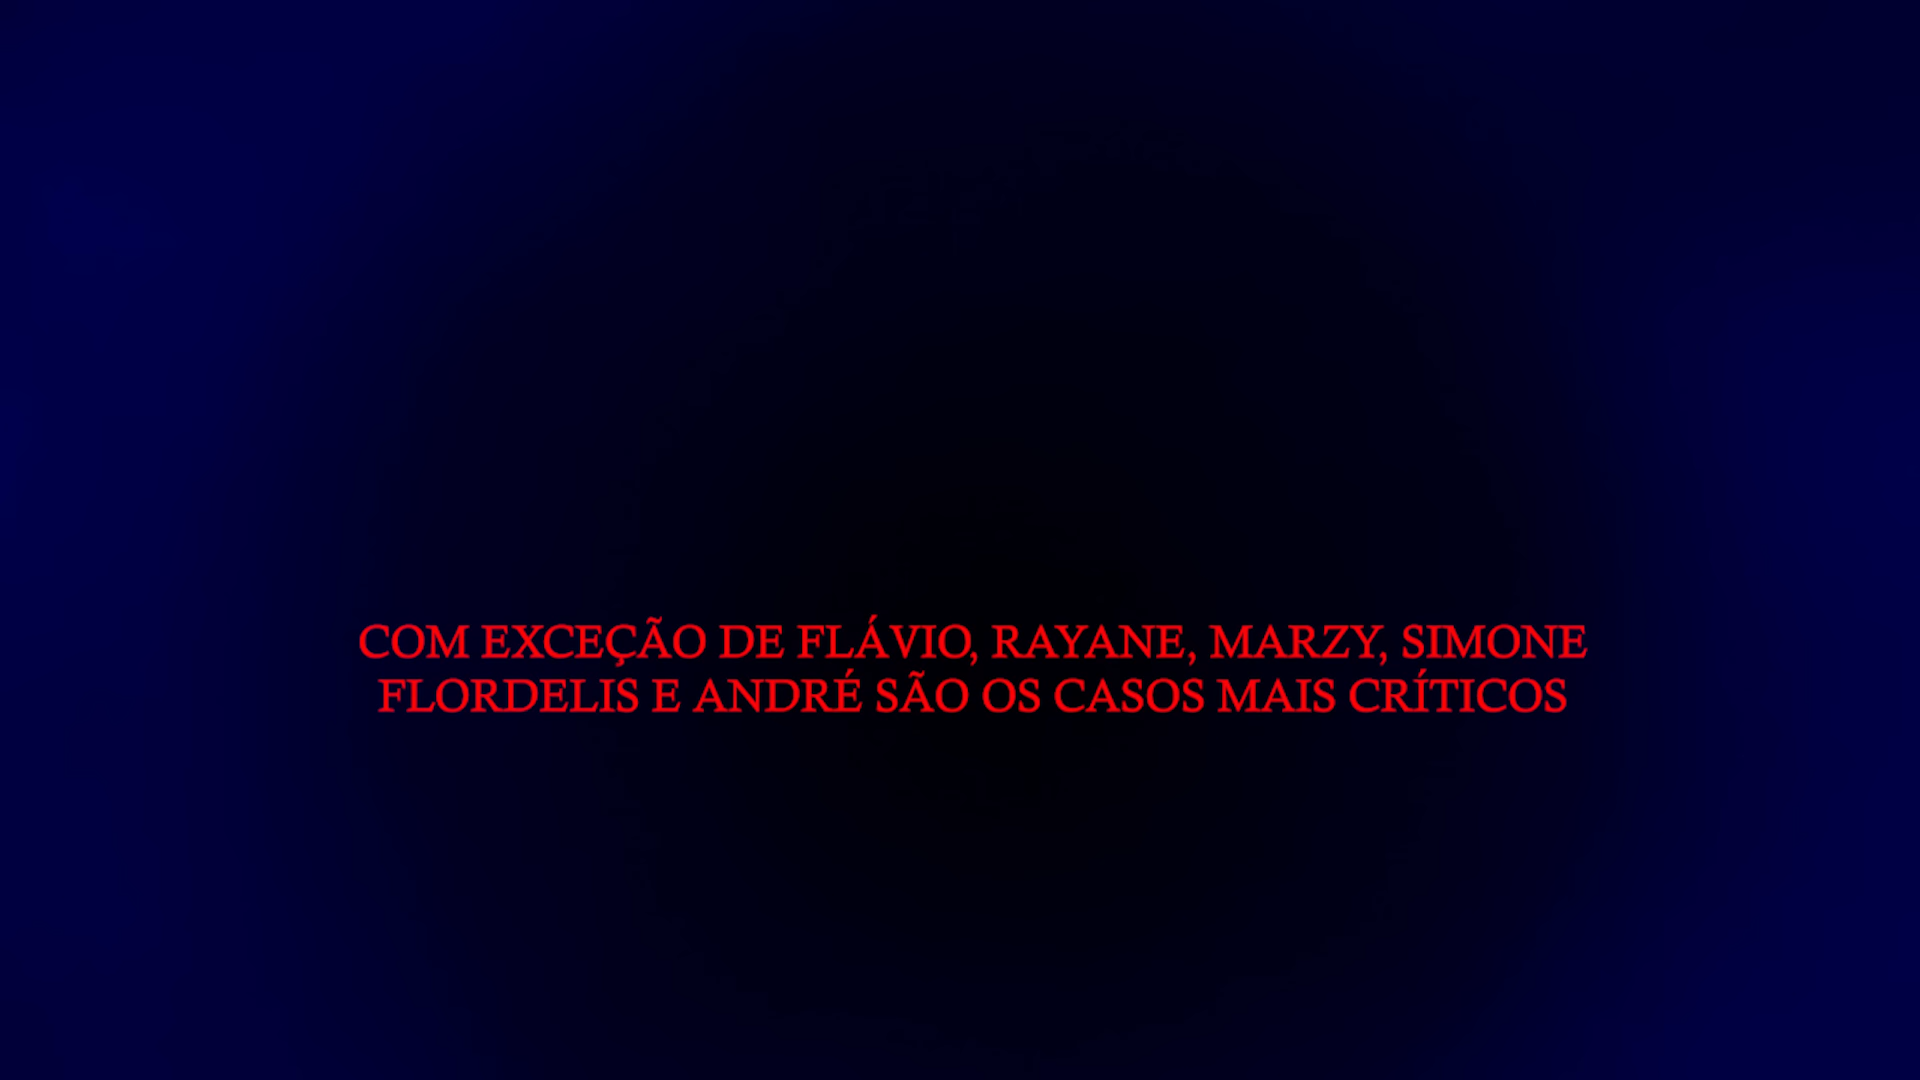 COM EXCEÇÃO DE FLÁVIO, RAYANE, MARZY, SIMONE
FLORDELIS E ANDRÉ SÃO OS CASOS MAIS CRÍTICOS